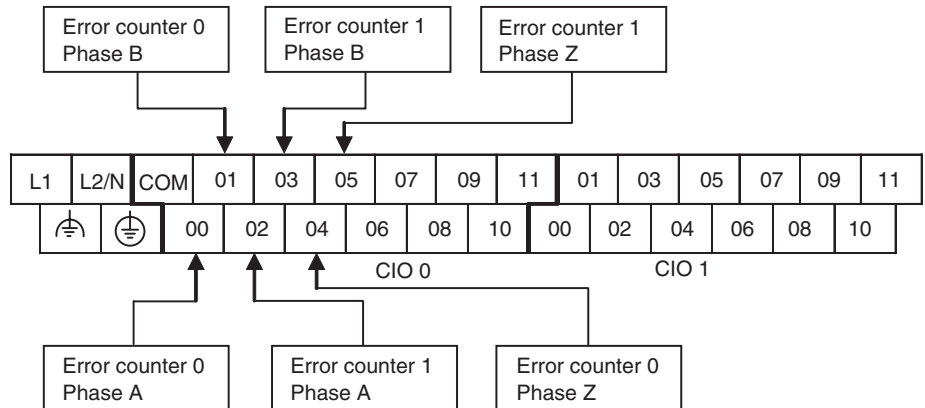 Error counter 0
Phase B
Error counter 1
Phase B
Error counter 1
Phase Z
L1 L2/N COM 01 03 05 07 09 11 01 03 05 07 09 11
00 02 04 06 08 10 00 02 04 06 08 10
CIO 0 CIO 1
Error counter 0
Phase A
Error counter 1
Phase A
Error counter 0
Phase Z